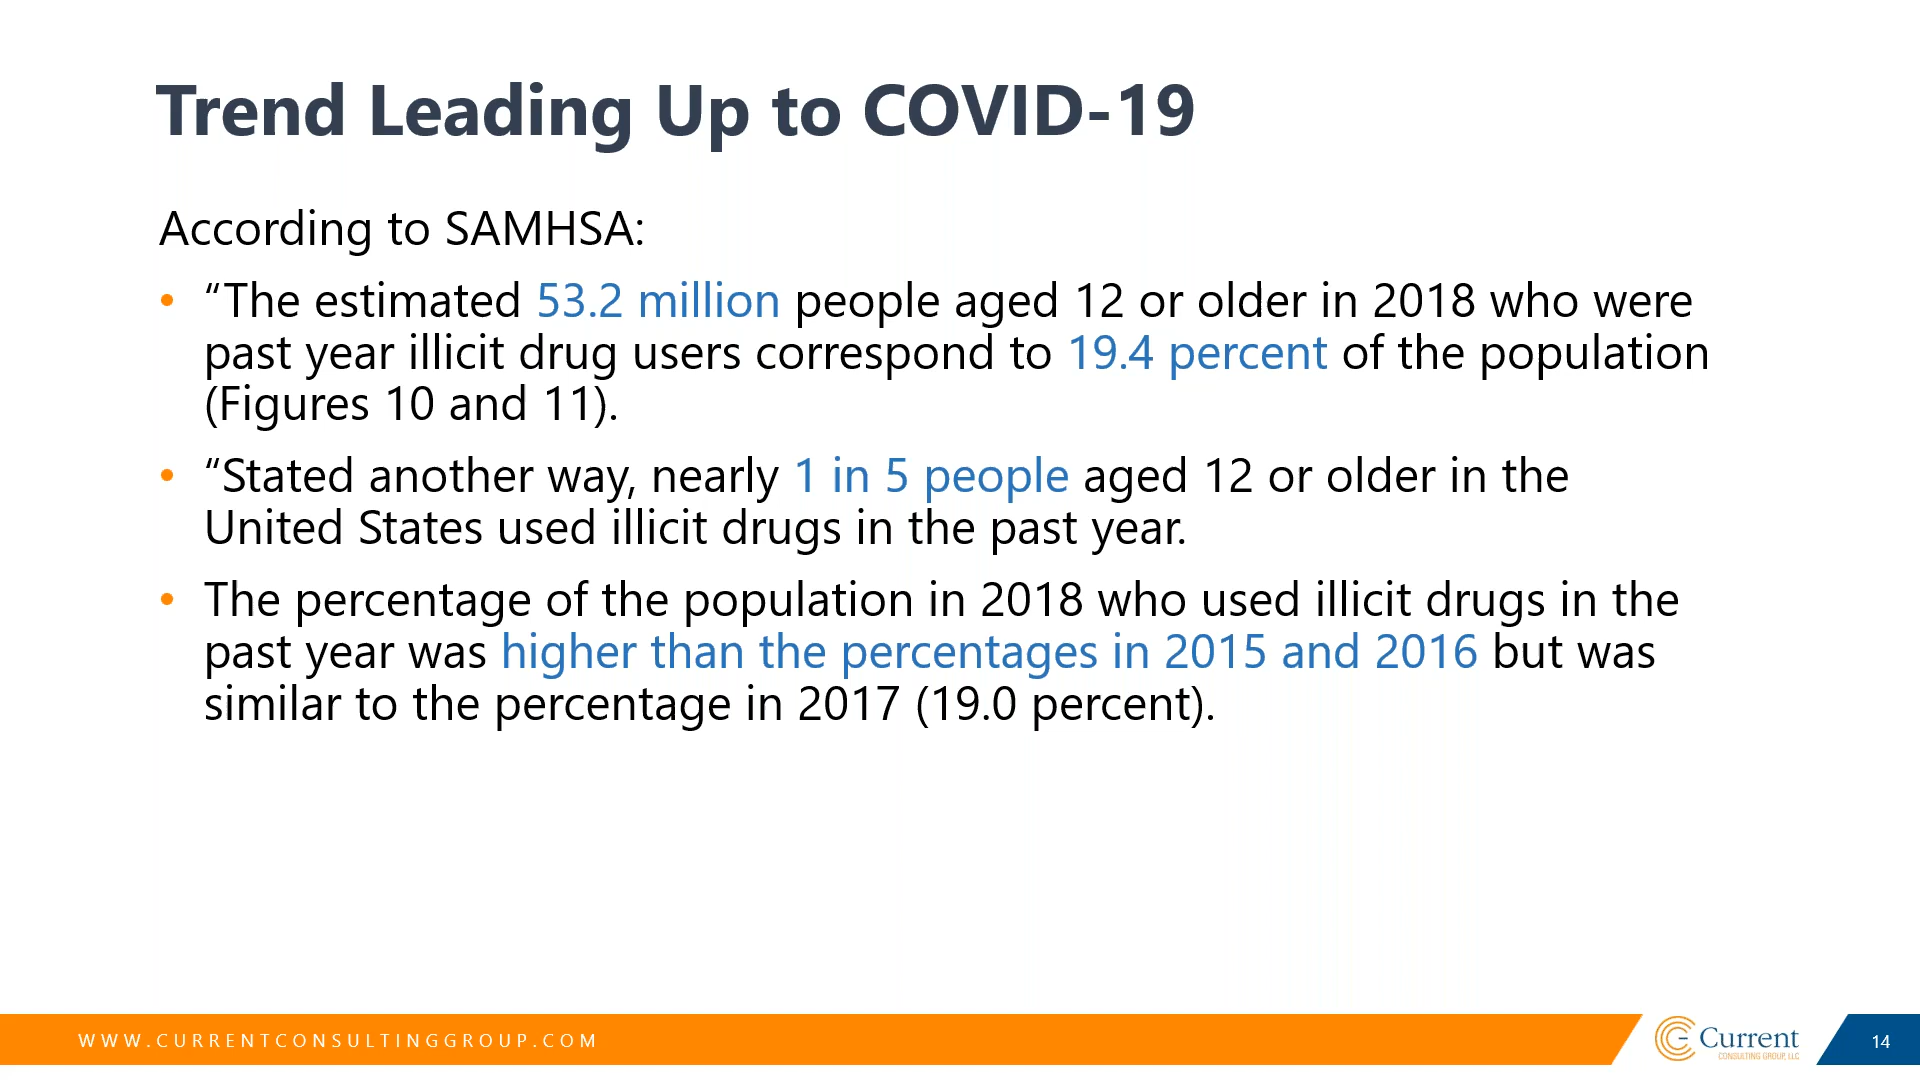 Trend Leading Up to COVID-19
According to SAMHSA:
• “The estimated 53.2 million people aged 12 or older in 2018 who were
past year illicit drug users correspond to 19.4 percent of the population
(Figures 10 and 11).
• “Stated another way, nearly 1 in 5 people aged 12 or older in the
United States used illicit drugs in the past year.
• The percentage of the population in 2018 who used illicit drugs in the
past year was higher than the percentages in 2015 and 2016 but was
similar to the percentage in 2017 (19.0 percent).
WWW.CURRENTCONSULTINGGROUP.COM
Current
CONSULTING GROUP, LLC
14